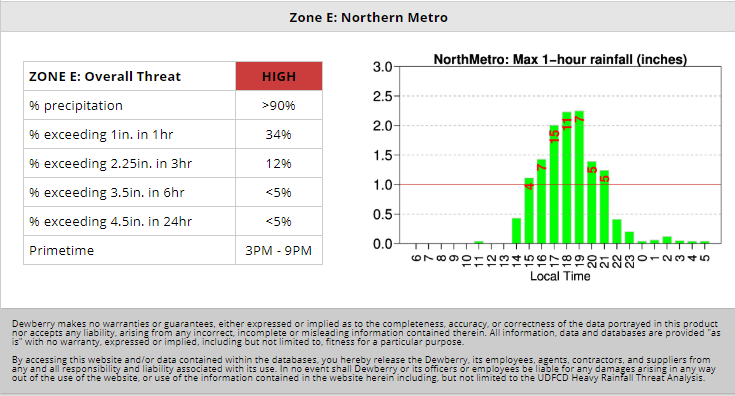 Zone E: Northern Metro
ZONE E: Overall Threat HIGH
% precipitation >90%
% exceeding 1in. in 1hr 34%
% exceeding 2.25in. in 3hr 12%
% exceeding 3.5in. in 6hr <5%
% exceeding 4.5in. in 24hr <5%
Primetime 3PM - 9PM
NorthMetro: Max 1-hour rainfall (inches)
3.0
2.5
2.0
1.5
1.0
0.5
0.0
4 7 15 11 7 5 5
6 7 8 9 10 11 12 13 14 15 16 17 18 19 20 21 22 23 0 1 2 3 4 5
Local Time
Dewberry makes no warranties or guarantees, either expressed or implied as to the completeness, accuracy, or correctness of the data portrayed in this product
nor accepts any liability, arising from any incorrect, incomplete or misleading information contained therein. All information, data and databases are provided "as
is" with no warranty, expressed or implied, including but not limited to, fitness for a particular purpose.
By accessing this website and/or data contained within the databases, you hereby release the Dewberry, its employees, agents, contractors, and suppliers from
any and all responsibility and liability associated with its use. In no event shall Dewberry or its officers or employees be liable for any damages arising in any way
out of the use of the website, or use of the information contained in the website herein including, but not limited to the UDFCD Heavy Rainfall Threat Analysis.